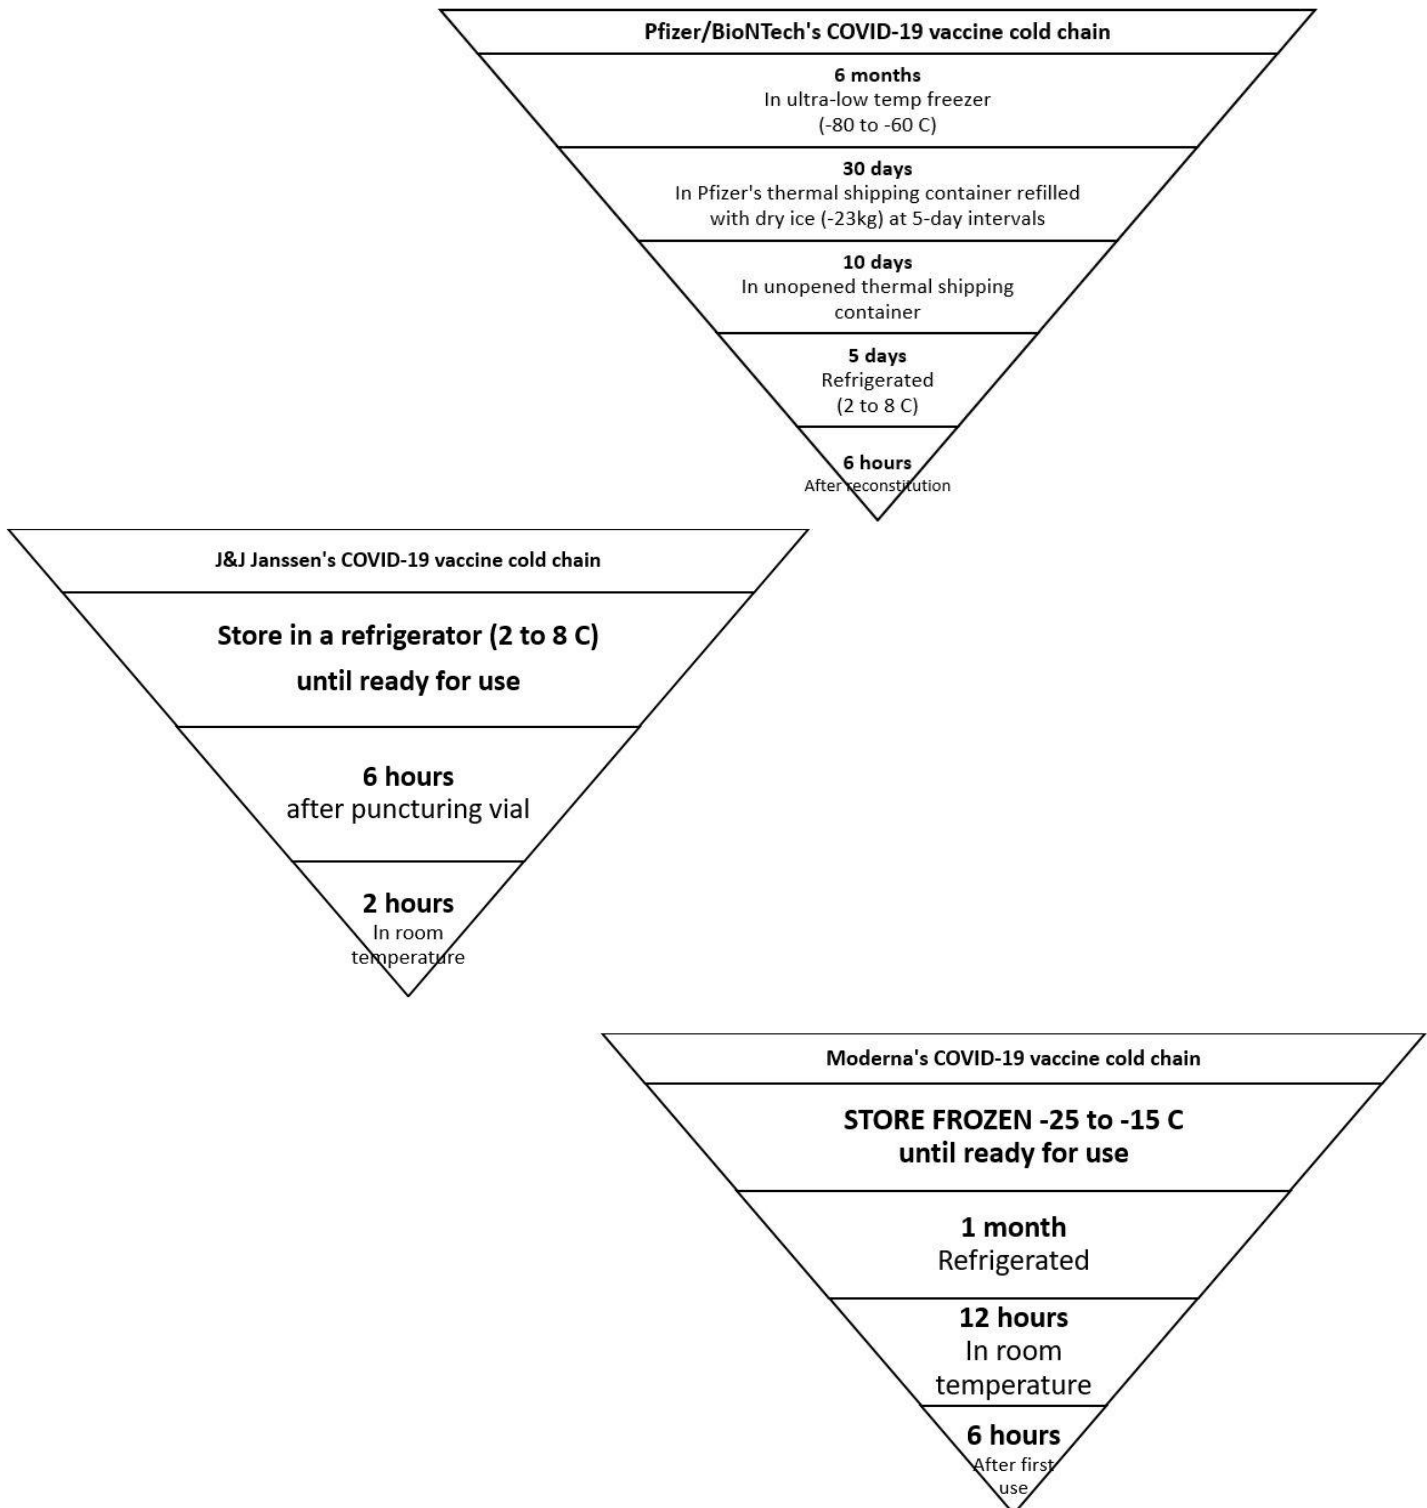 Pfizer/BioNTech's COVID-19 vaccine cold chain
6 months
In ultra-low temp freezer
(-80 to -60 C)
30 days
In Pfizer's thermal shipping container refilled
with dry ice (-23kg) at 5-day intervals
10 days
In unopened thermal shipping
container
5 days
Refrigerated
(2 to 8 C)
6 hours
After reconstitution
J&J Janssen's COVID-19 vaccine cold chain
Store in a refrigerator (2 to 8 C)
until ready for use
6 hours
after puncturing vial
2 hours
In room
temperature
Moderna's COVID-19 vaccine cold chain
STORE FROZEN -25 to -15 C
until ready for use
1 month
Refrigerated
12 hours
In room
temperature
6 hours
After first
use